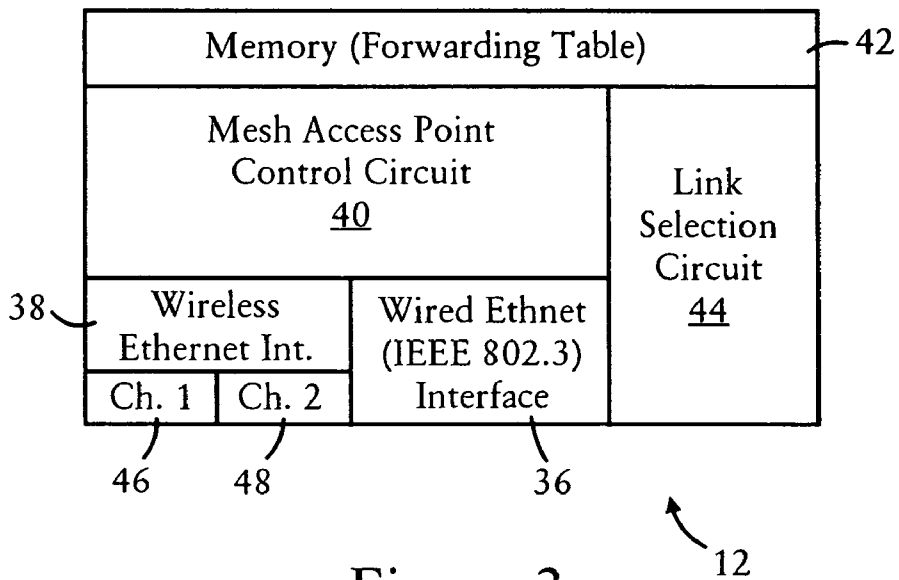 Memory (Forwarding Table)
42
Mesh Access Point
Control Circuit
40
Link
Selection
Circuit
44
38
Wireless
Ethernet Int.
Wired Ethnet
(IEEE 802.3)
Interface
Ch. 1
Ch. 2
46
48
36
12